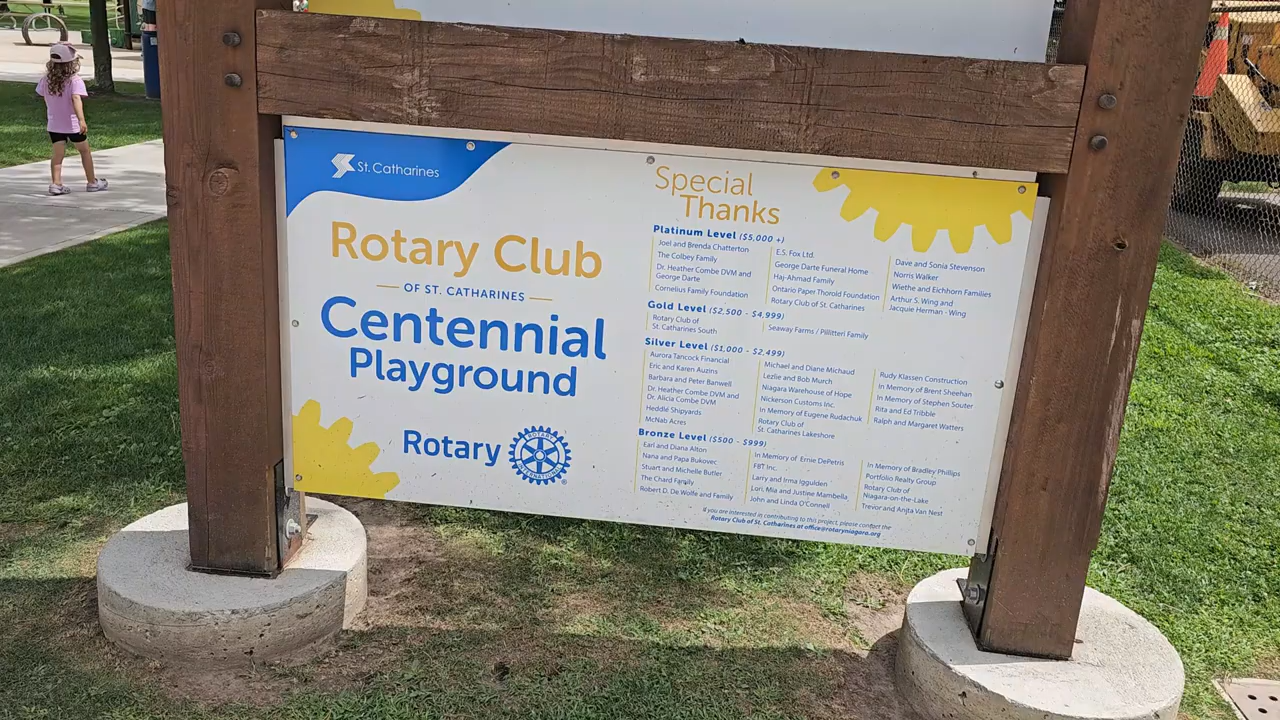 St. Catharines
Rotary Club
OF ST. CATHARINES
Centennial
Playground
Rotary
ROTARY
INTERNATIONAL
Special
Thanks
Platinum Level ($5,000 +)
Joel and Brenda Chatterton
The Colbey Family
Dr. Heather Combe DVM and
George Darte
Cornelius Family Foundation
E.S. Fox Ltd.
George Darte Funeral Home
Haj-Ahmad Family
Ontario Paper Thorold Foundation
Rotary Club of St. Catharines
Dave and Sonia Stevenson
Norris Walker
Wiethe and Eichhorn Families
Arthur S. Wing and
Jacquie Herman - Wing
Gold Level ($2,500 - $4,999)
Rotary Club of
St. Catharines South
Seaway Farms / Pillitteri Family
Silver Level ($1,000 - $2,499)
Aurora Tancock Financial
Eric and Karen Auzins
Barbara and Peter Banwell
Dr. Heather Combe DVM and
Dr. Alicia Combe DVM
Heddle Shipyards
McNab Acres
Michael and Diane Michaud
Lezlie and Bob Murch
Niagara Warehouse of Hope
Nickerson Customs Inc.
In Memory of Eugene Rudachuk
Rotary Club of
St. Catharines Lakeshore
Rudy Klassen Construction
In Memory of Brent Sheehan
In Memory of Stephen Souter
Rita and Ed Tribble
Ralph and Margaret Watters
Bronze Level ($500 - $999)
Earl and Diana Alton
Nana and Papa Bukovec
Stuart and Michelle Butler
The Chard Family
Robert D. De Wolfe and Family
In Memory of Ernie DePetris
FBT Inc.
Larry and Irma Iggulden
Lori, Mia and Justine Mambella
John and Linda O'Connell
In Memory of Bradley Phillips
Portfolio Realty Group
Rotary Club of
Niagara-on-the-Lake
Trevor and Anjta Van Nest
If you are interested in contributing to this project, please contact the
Rotary Club of St. Catharines at office@rotaryniagara.org